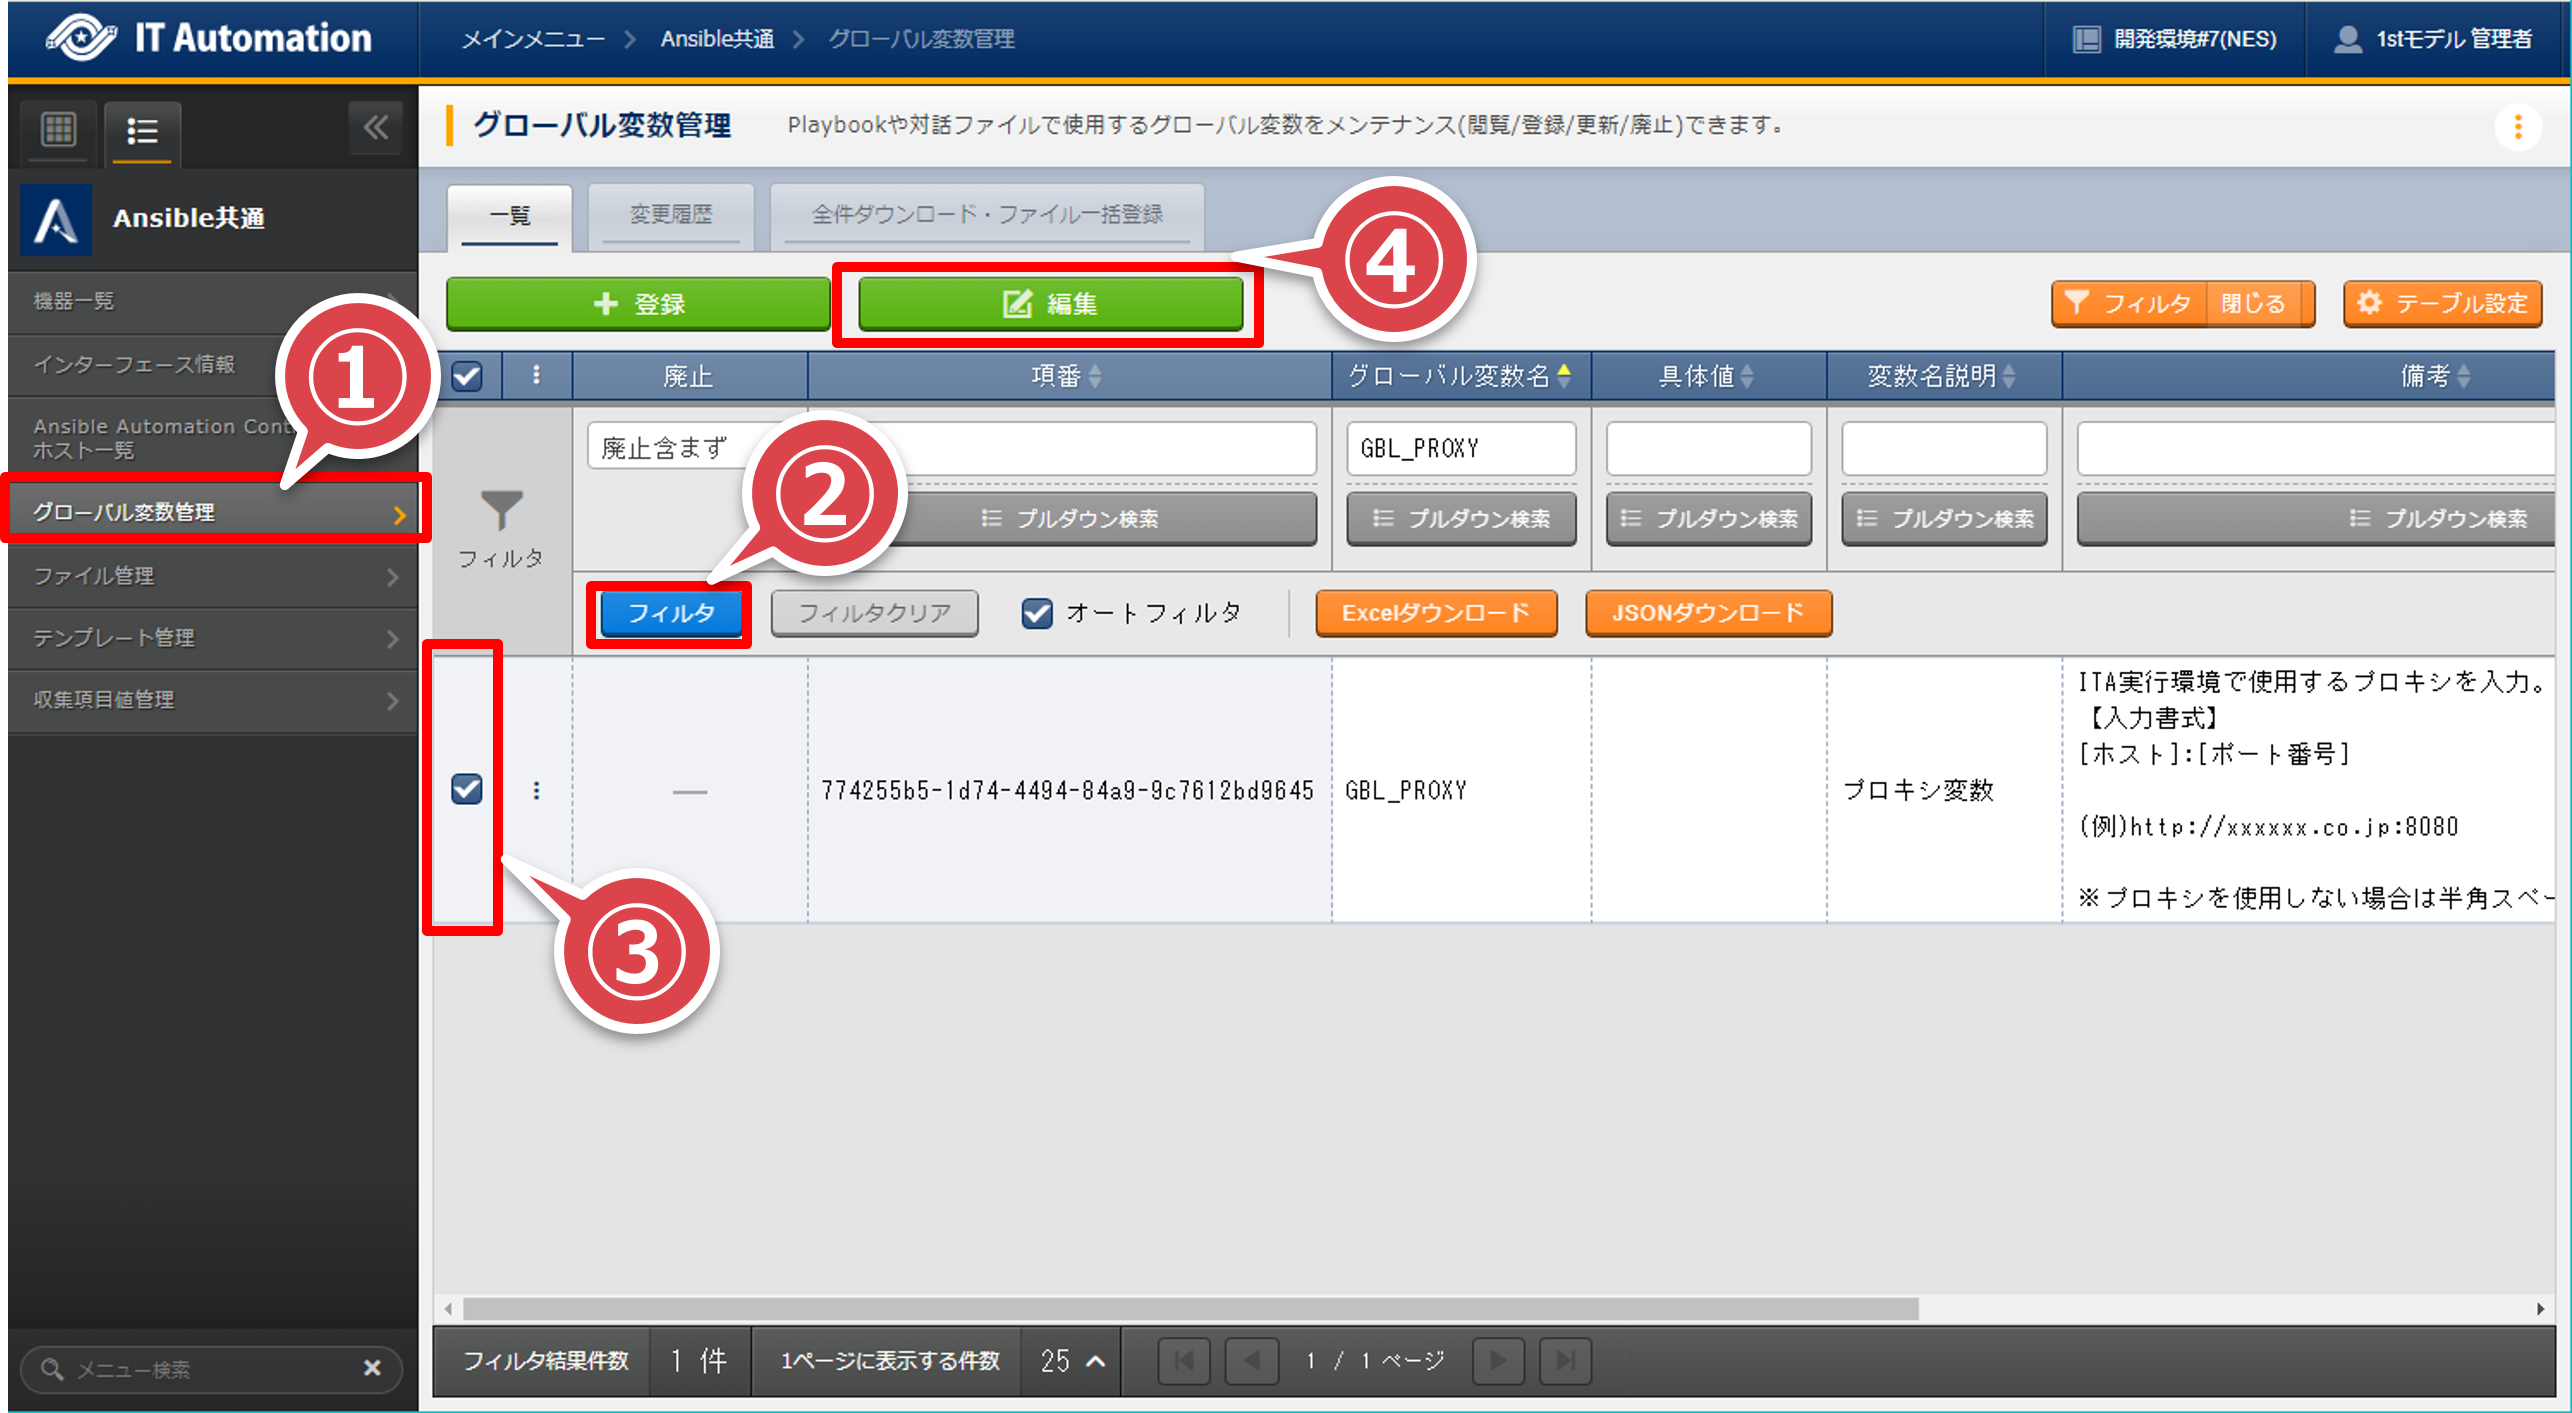 IT Automation
メインメニュー > Ansible共通 > グローバル変数管理
開発環境#7(NES)
1stモデル 管理者
Ansible共通
機器一覧
インターフェース情報
Ansible Automation Cont
ホスト一覧
グローバル変数管理
ファイル管理
テンプレート管理
収集項目値管理
メニュー検索
グローバル変数管理
Playbookや対話ファイルで使用するグローバル変数をメンテナンス(閲覧/登録/更新/廃止)できます。
一覧
変更履歴
全件ダウンロード・ファイル一括登録
①
②
③
④
登録
編集
フィルタ 閉じる
テーブル設定
廃止 項番 グローバル変数名 具体値 変数名説明 備考
フィルタ
廃止含まず
GBL_PROXY
プルダウン検索 プルダウン検索 プルダウン検索 プルダウン検索 プルダウン検索
フィルタ フィルタクリア オートフィルタ Excelダウンロード JSONダウンロード
— 774255b5-1d74-4494-84a9-9c7612bd9645 GBL_PROXY プロキシ変数
ITA実行環境で使用するプロキシを入力。
【入力書式】
[ホスト]:[ポート番号]
(例)http://xxxxxx.co.jp:8080
※プロキシを使用しない場合は半角スペー
フィルタ結果件数 1 件 1ページに表示する件数 25 1 / 1 ページ